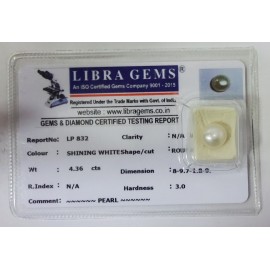 LIBRA GEMS
An ISO Certified Gems Company 9001 - 2015
Registered Under the Trade Marks with Govt. of India.
website : www.libragems.co.in
GEMS & DIAMOND CERTIFIED TESTING REPORT
ReportNo: LP 832 Clarity : N/A
Colour : SHINING WHITE Shape/cut :
Wt : 4.36 cts Dimension :
R.Index : N/A Hardness : 3.0
Comment ~~~~~~ PEARL ~~~~~~